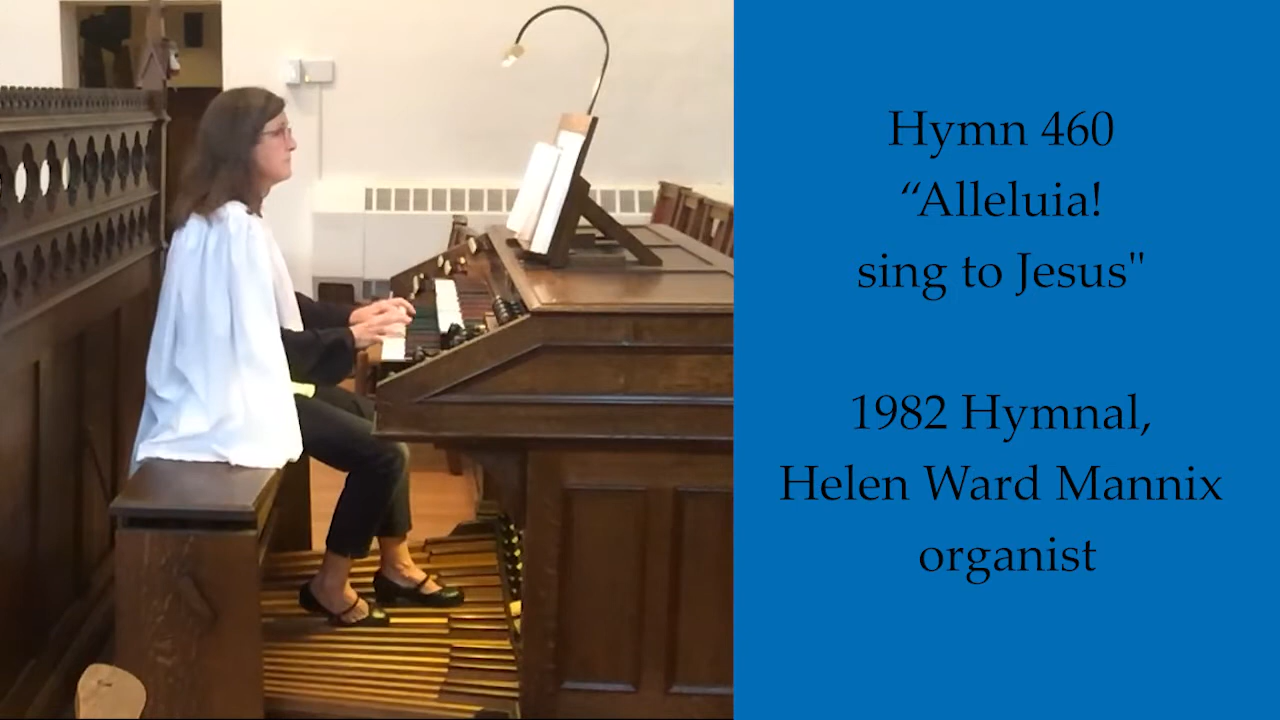 Hymn 460
“Alleluia!
sing to Jesus"
1982 Hymnal,
Helen Ward Mannix
organist